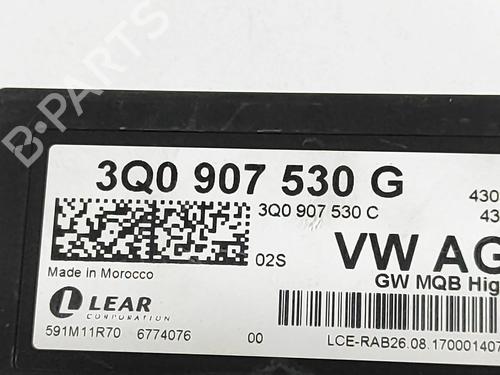 B-PARTS
3Q0 907 530 G
3Q0 907 530 C
430
43
02S
VW AG
GW MQB Hig
Made in Morocco
LEAR
CORPORATION
591M11R70 6774076 00
LCE-RAB26.08.170001407